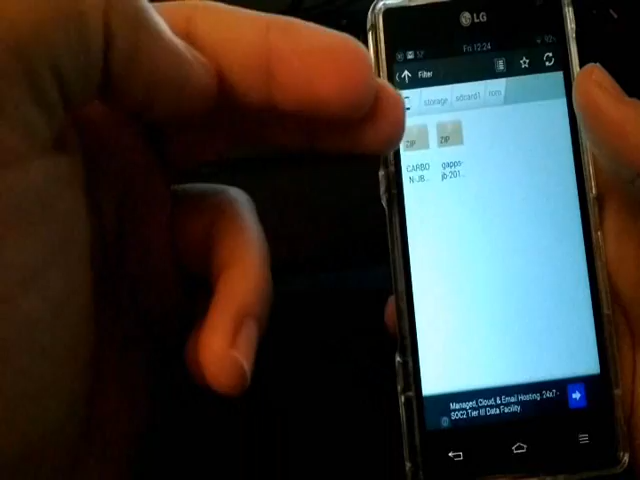 LG
Fri 12:24
Filter
storage sdcard1 rom
ZIP ZIP
CARBO gapps-
N-JB... jb-201...
Managed, Cloud, & Email Hosting. 24x7 -
SOC2 Tier III Data Facility